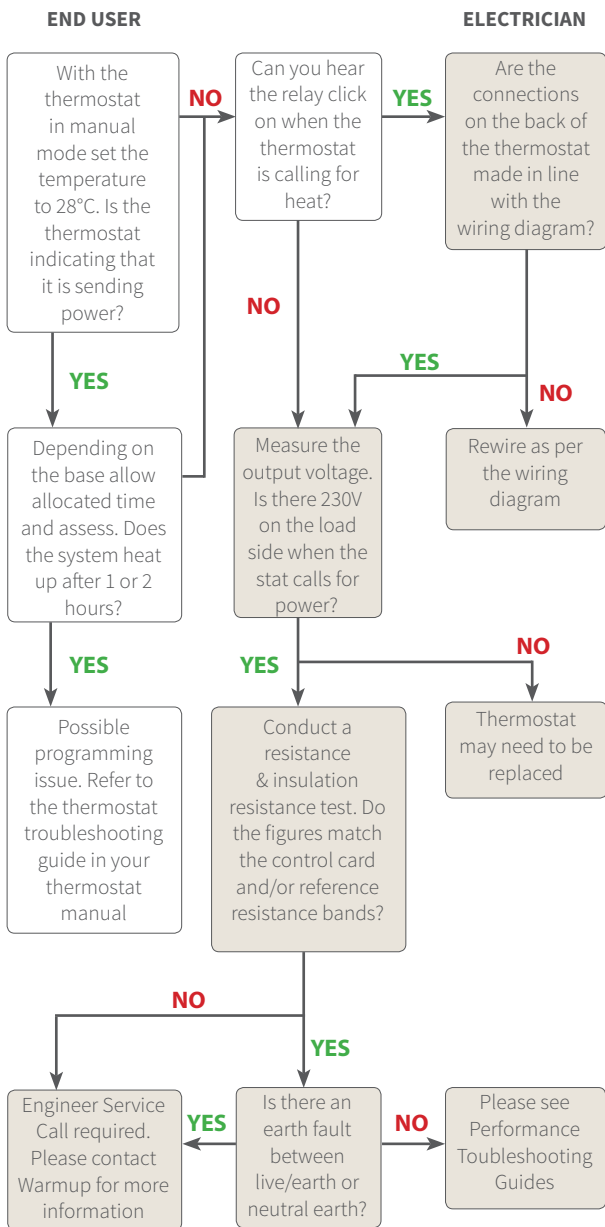 END USER
ELECTRICIAN
With the
thermostat
in manual
mode set the
temperature
to 28°C. Is the
thermostat
indicating that
it is sending
power?
NO
Can you hear
the relay click
on when the
thermostat
is calling for
heat?
YES
Are the
connections
on the back of
the thermostat
made in line
with the
wiring diagram?
YES
NO
YES
NO
Depending on
the base allow
allocated time
and assess. Does
the system heat
up after 1 or 2
hours?
Measure the
output voltage.
Is there 230V
on the load
side when the
stat calls for
power?
Rewire as per
the wiring
diagram
YES
YES
NO
Possible
programming
issue. Refer to
the thermostat
troubleshooting
guide in your
thermostat
manual
Conduct a
resistance
& insulation
resistance test. Do
the figures match
the control card
and/or reference
resistance bands?
Thermostat
may need to be
replaced
NO
YES
Engineer Service
Call required.
Please contact
Warmup for more
information
YES
Is there an
earth fault
between
live/earth or
neutral earth?
NO
Please see
Performance
Toubleshooting
Guides